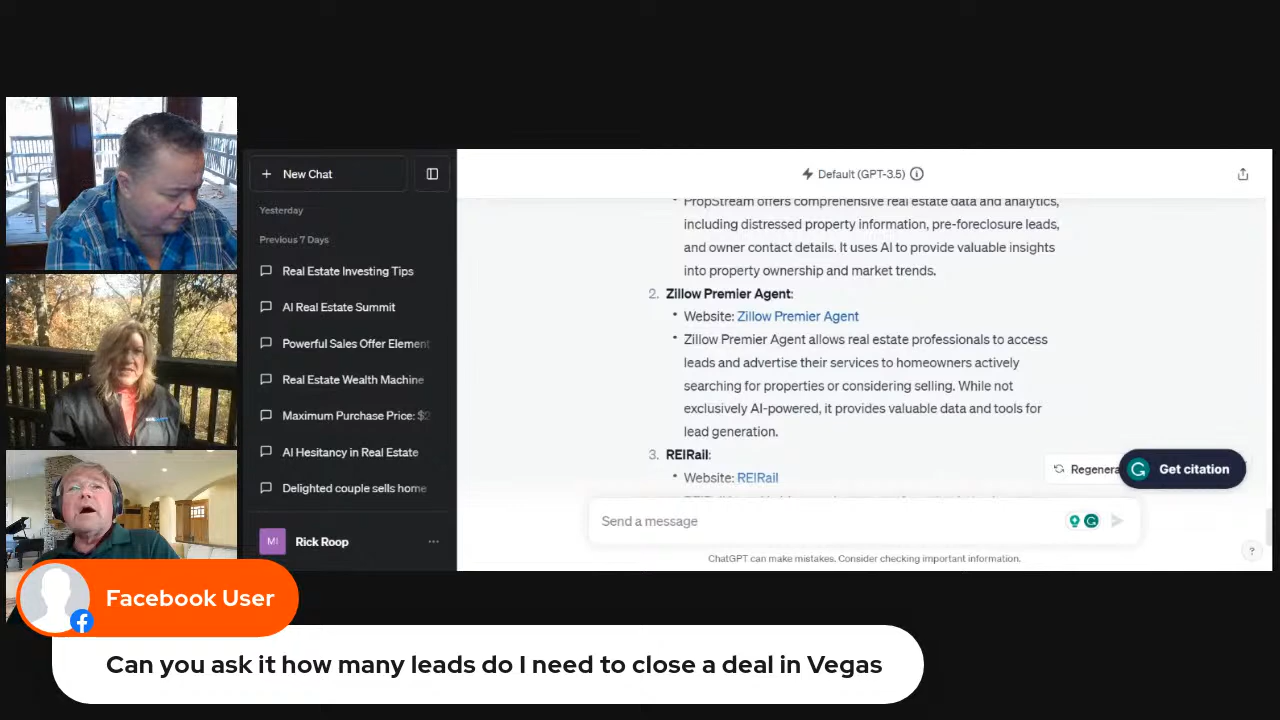 New Chat
Yesterday
Previous 7 Days
Real Estate Investing Tips
AI Real Estate Summit
Powerful Sales Offer Element
Real Estate Wealth Machine
Maximum Purchase Price: $2
AI Hesitancy in Real Estate
Delighted couple sells home
MI
Rick Roop
Default (GPT-3.5)
PropStream offers comprehensive real estate data and analytics,
including distressed property information, pre-foreclosure leads,
and owner contact details. It uses AI to provide valuable insights
into property ownership and market trends.
2. Zillow Premier Agent:
Website: Zillow Premier Agent
Zillow Premier Agent allows real estate professionals to access
leads and advertise their services to homeowners actively
searching for properties or considering selling. While not
exclusively AI-powered, it provides valuable data and tools for
lead generation.
3. REIRail:
Website: REIRail
Regenera
Get citation
Send a message
ChatGPT can make mistakes. Consider checking important information.
?
Facebook User
Can you ask it how many leads do I need to close a deal in Vegas